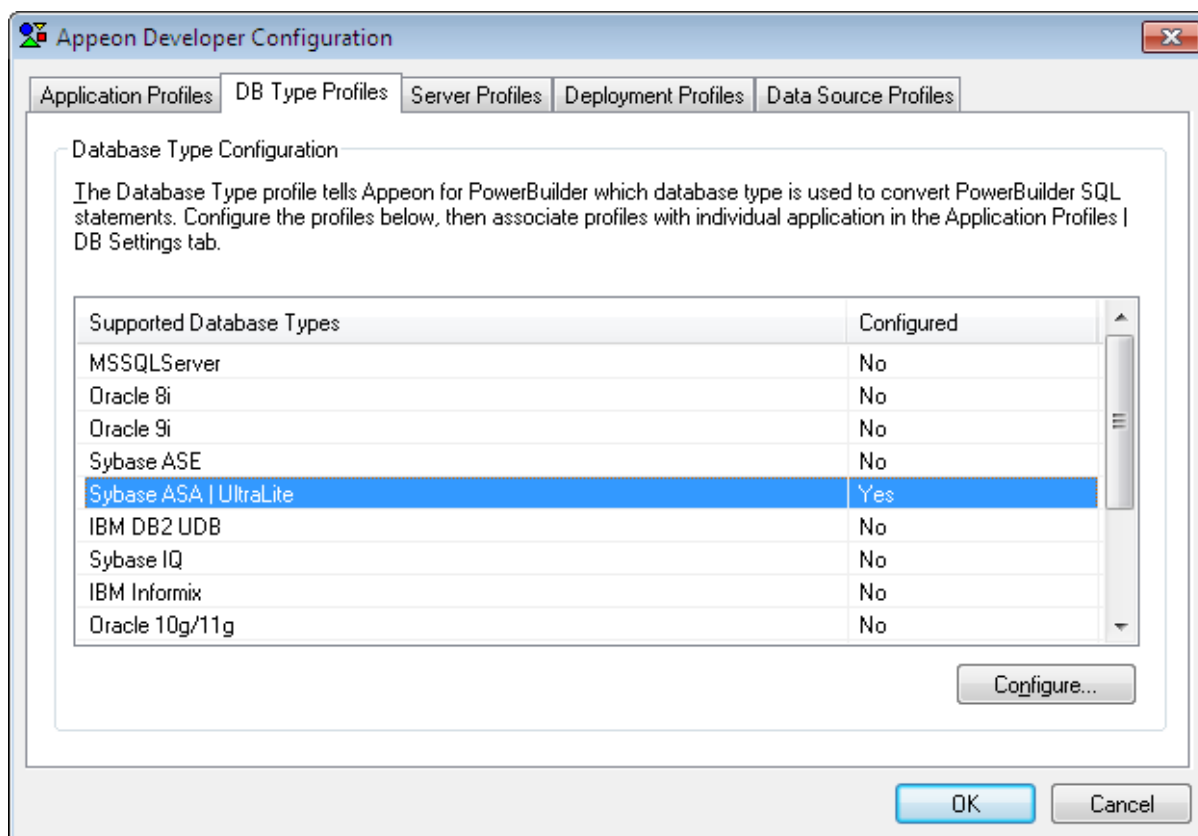 Appeon Developer Configuration
Application Profiles DB Type Profiles Server Profiles Deployment Profiles Data Source Profiles
Database Type Configuration
The Database Type profile tells Appeon for PowerBuilder which database type is used to convert PowerBuilder SQL
statements. Configure the profiles below, then associate profiles with individual application in the Application Profiles |
DB Settings tab.
Supported Database Types Configured
MSSQLServer No
Oracle 8i No
Oracle 9i No
Sybase ASE No
Sybase ASA | UltraLite Yes
IBM DB2 UDB No
Sybase IQ No
IBM Informix No
Oracle 10g/11g No
Configure...
OK Cancel